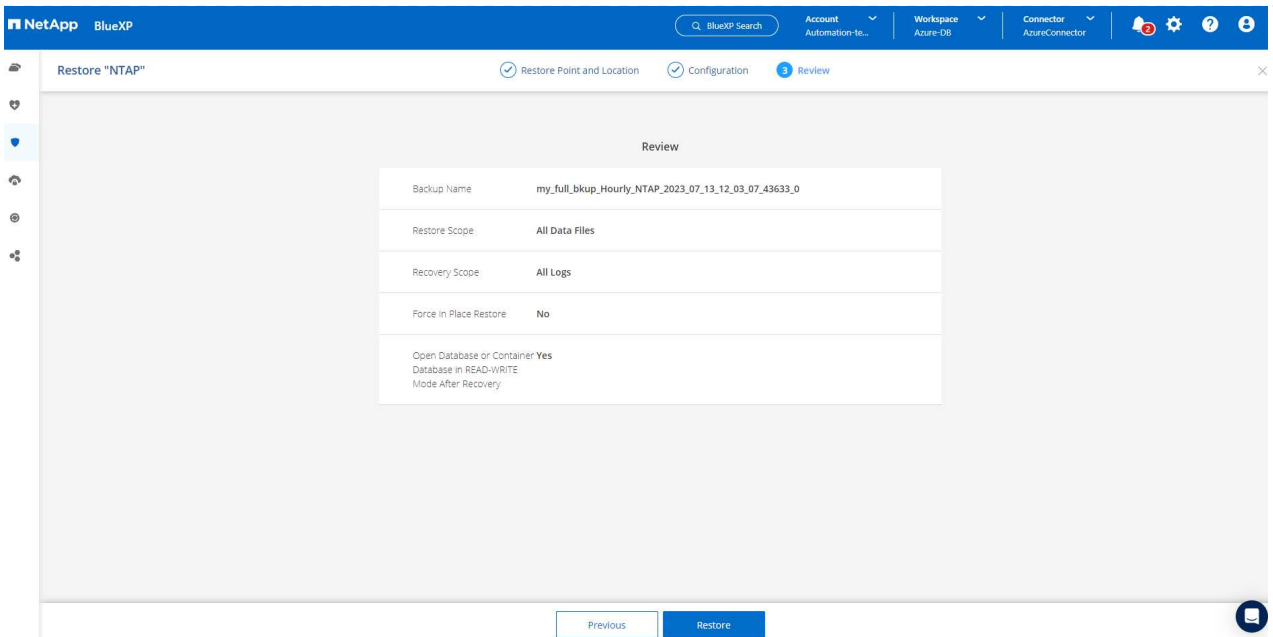 NetApp BlueXP
BlueXP Search
Account
Automation-te...
Workspace
Azure-DB
Connector
AzureConnector
2
Restore "NTAP"
Restore Point and Location
Configuration
3 Review
Review
Backup Name my_full_bkup_Hourly_NTAP_2023_07_13_12_03_07_43633_0
Restore Scope All Data Files
Recovery Scope All Logs
Force in Place Restore No
Open Database or Container Yes
Database in READ-WRITE
Mode After Recovery
Previous Restore